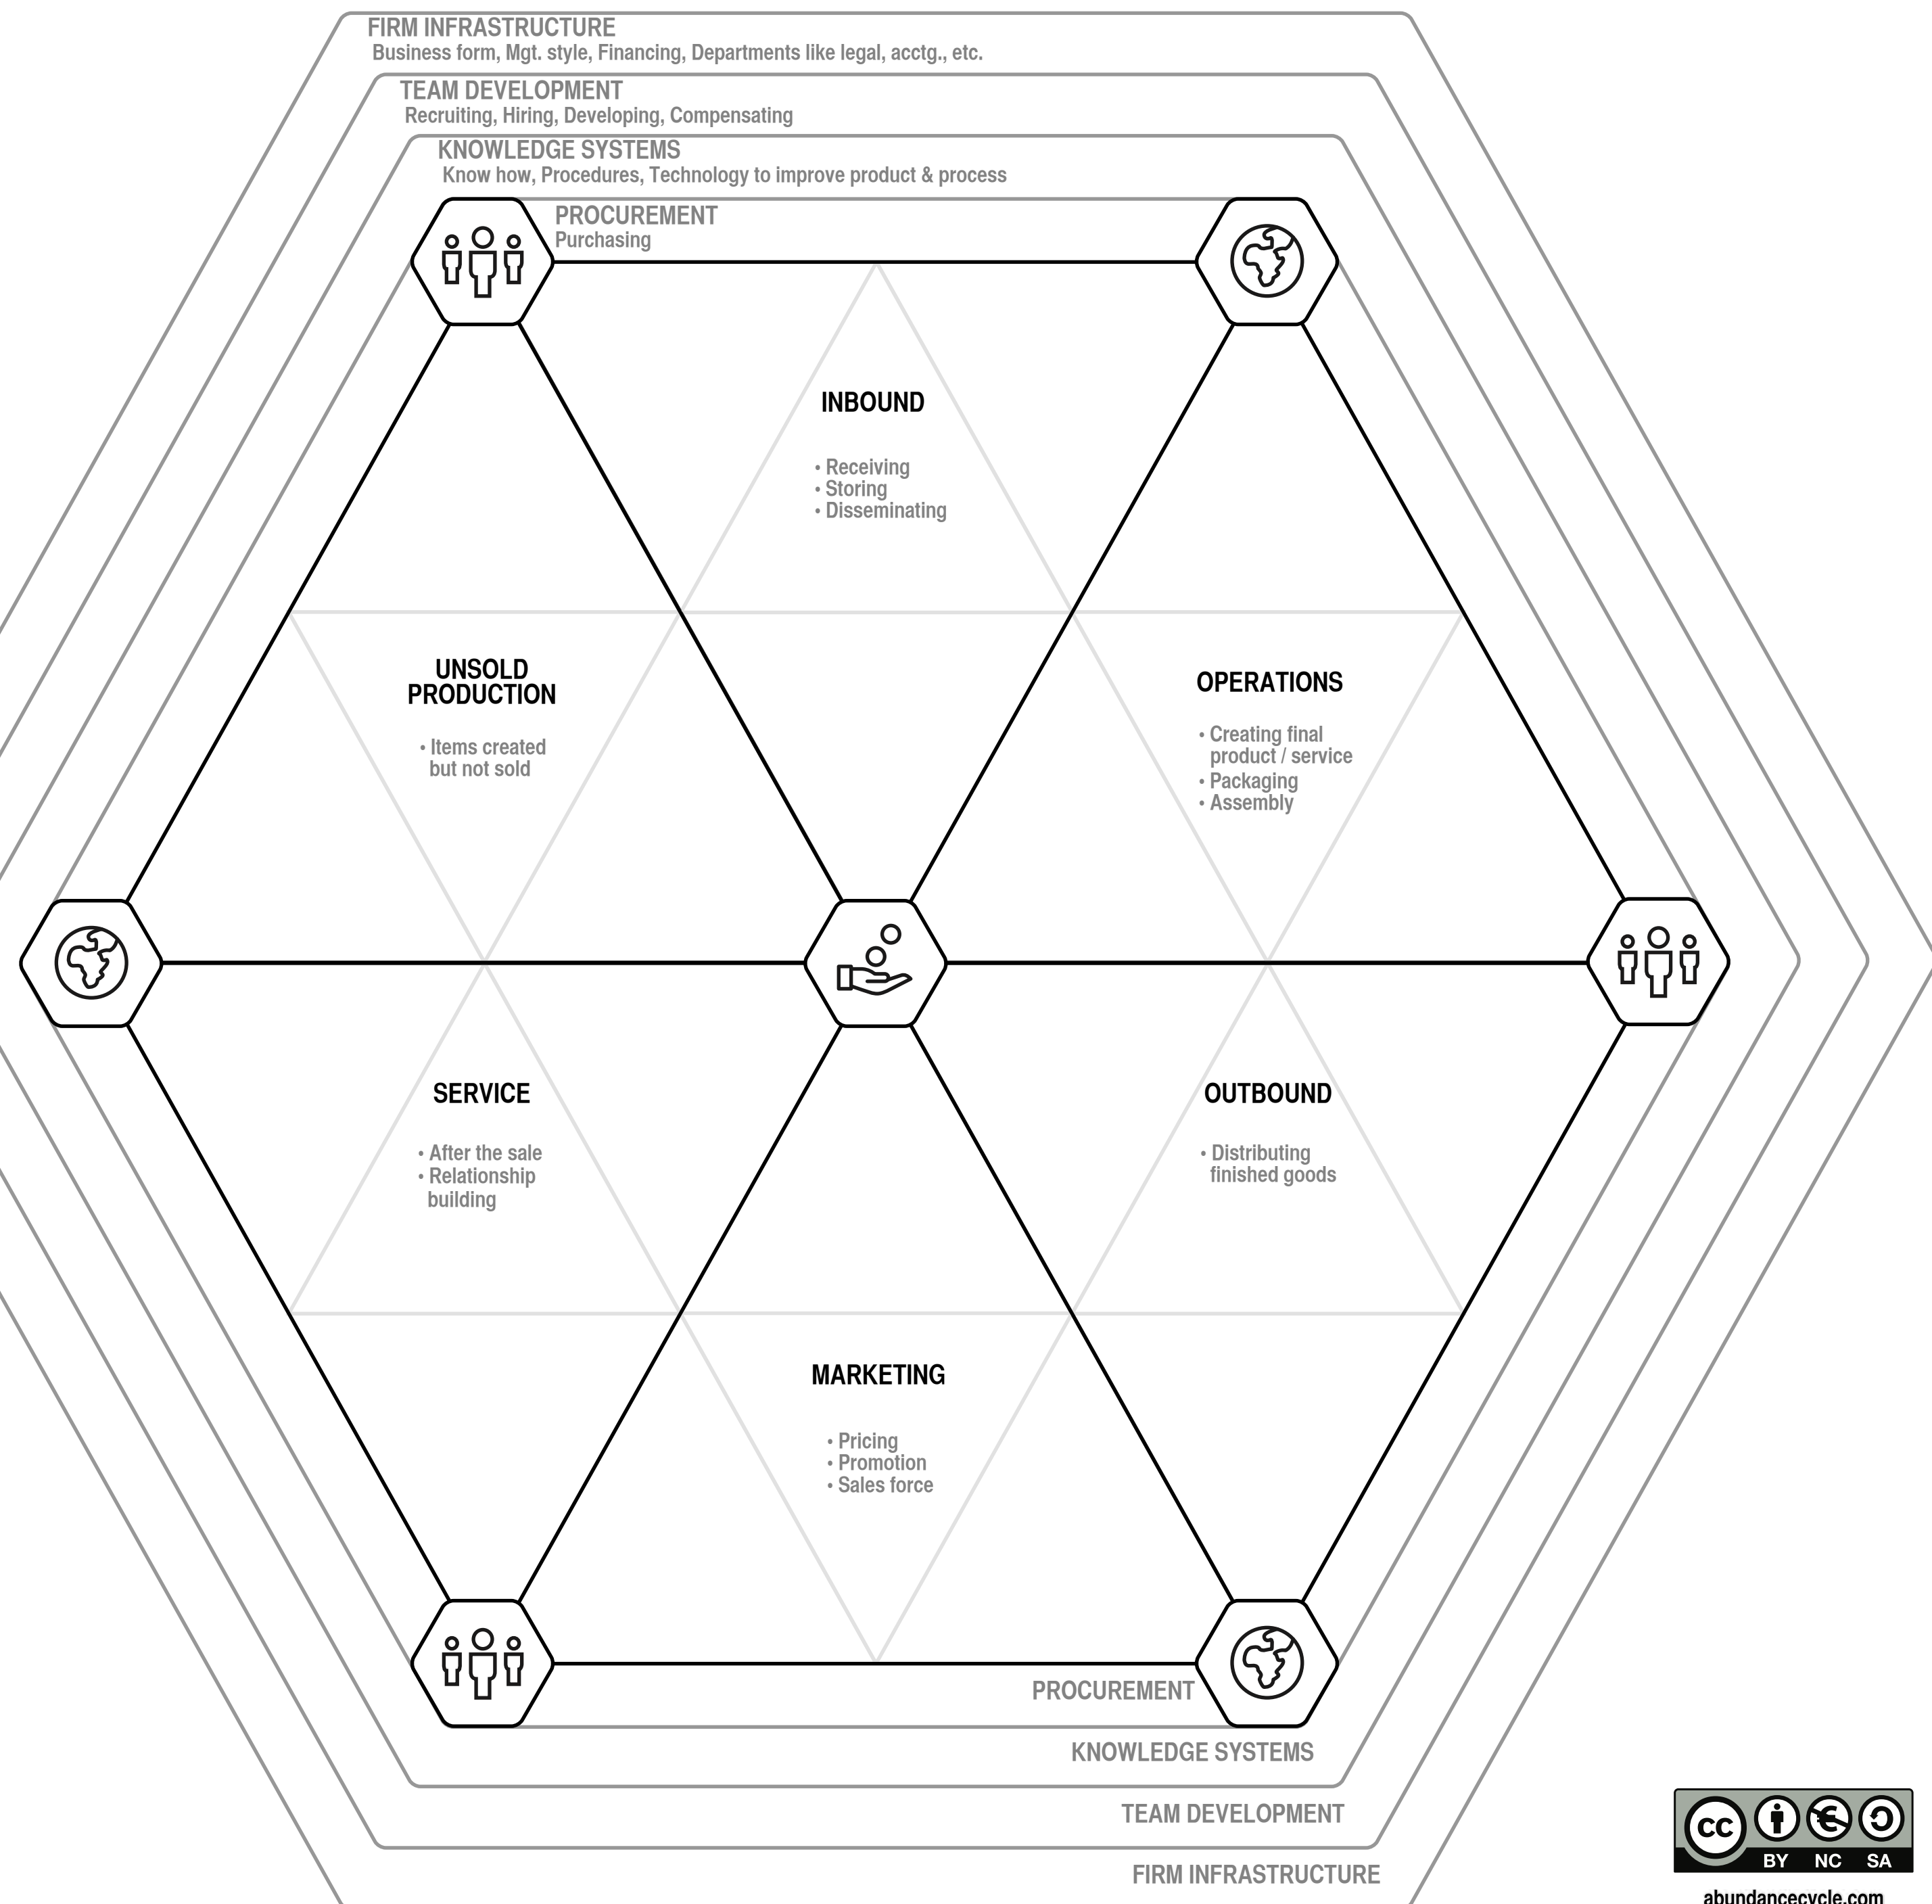 FIRM INFRASTRUCTURE
Business form, Mgt. style, Financing, Departments like legal, acctg., etc.
TEAM DEVELOPMENT
Recruiting, Hiring, Developing, Compensating
KNOWLEDGE SYSTEMS
Know how, Procedures, Technology to improve product & process
PROCUREMENT
Purchasing
INBOUND
• Receiving
• Storing
• Disseminating
UNSOLD
PRODUCTION
• Items created
but not sold
OPERATIONS
• Creating final
product / service
• Packaging
• Assembly
SERVICE
• After the sale
• Relationship
building
OUTBOUND
• Distributing
finished goods
MARKETING
• Pricing
• Promotion
• Sales force
PROCUREMENT
KNOWLEDGE SYSTEMS
TEAM DEVELOPMENT
FIRM INFRASTRUCTURE
cc
BY NC SA
abundancecycle.com